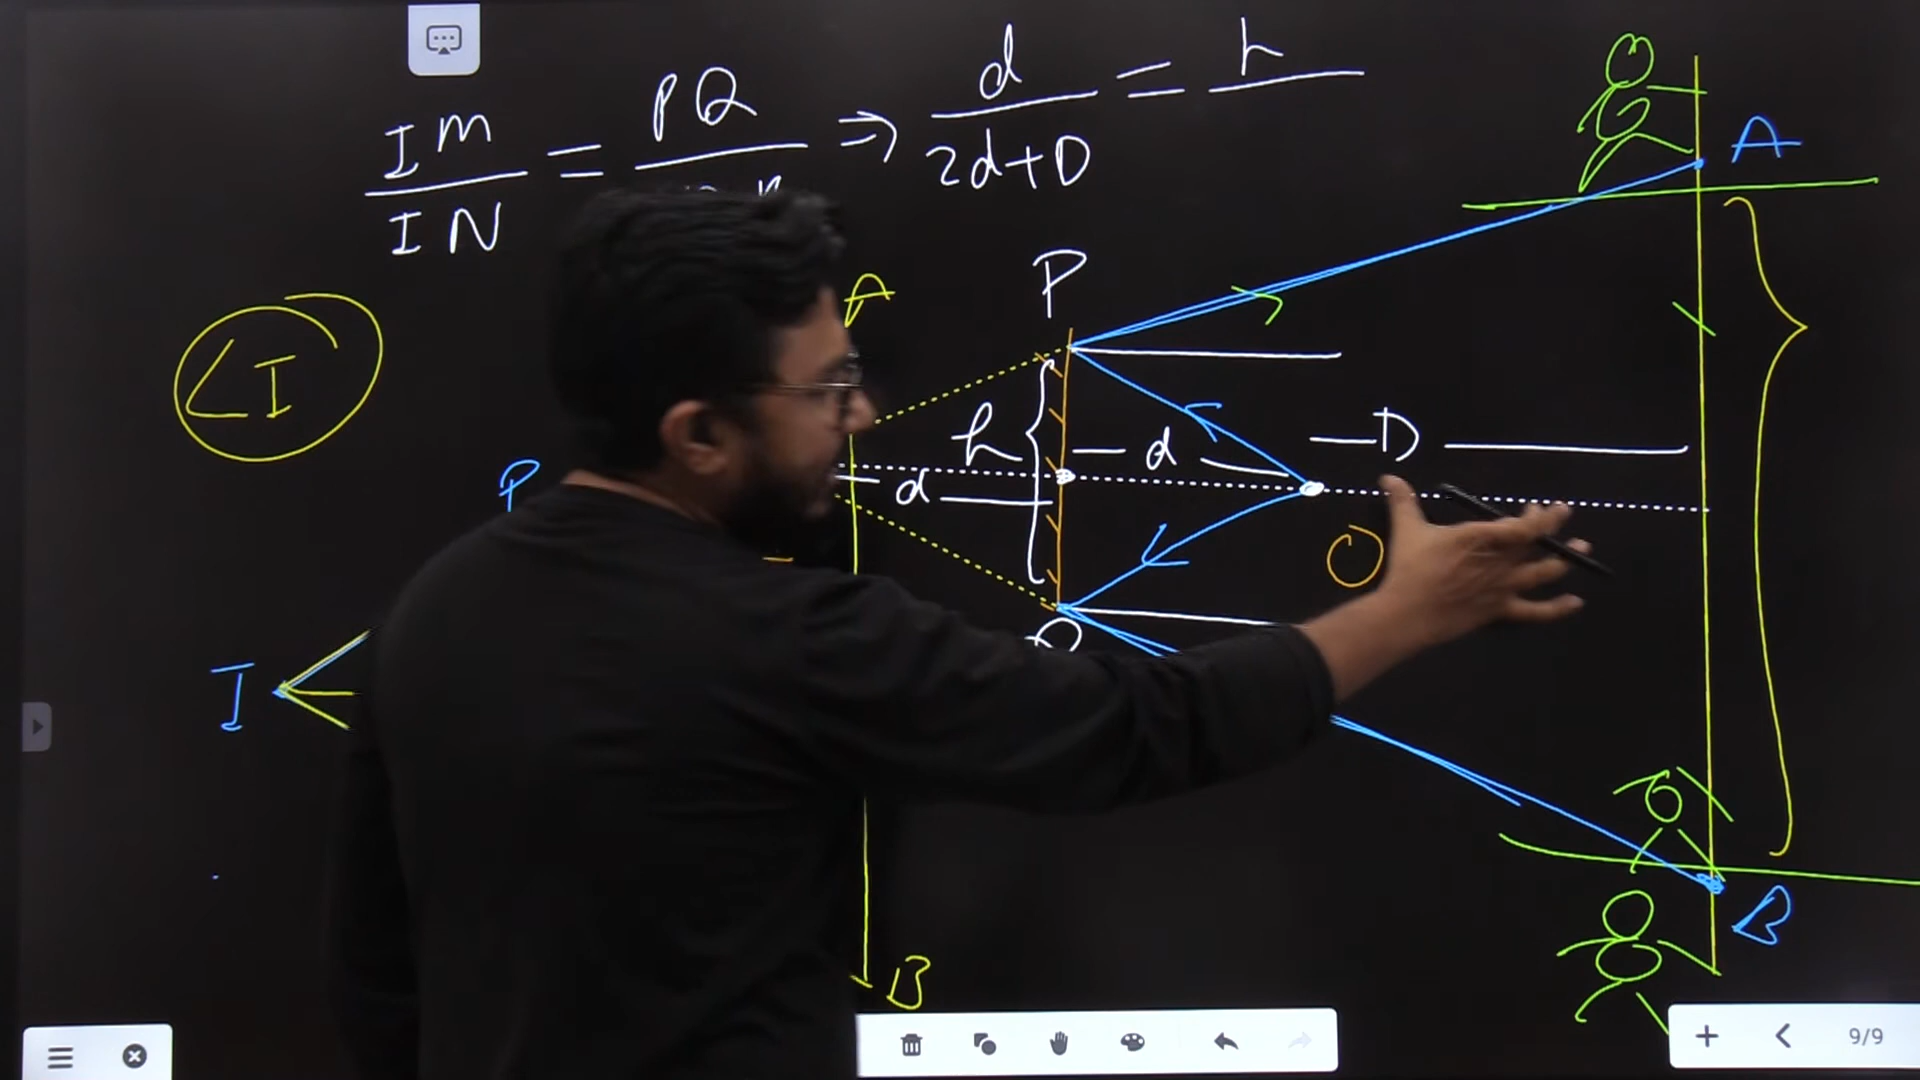 IM / IN = PQ / ⇒ d / 2d+D = h /
A
P
A
∠I
h
d
D
P
d
O
I
B
B
9/9